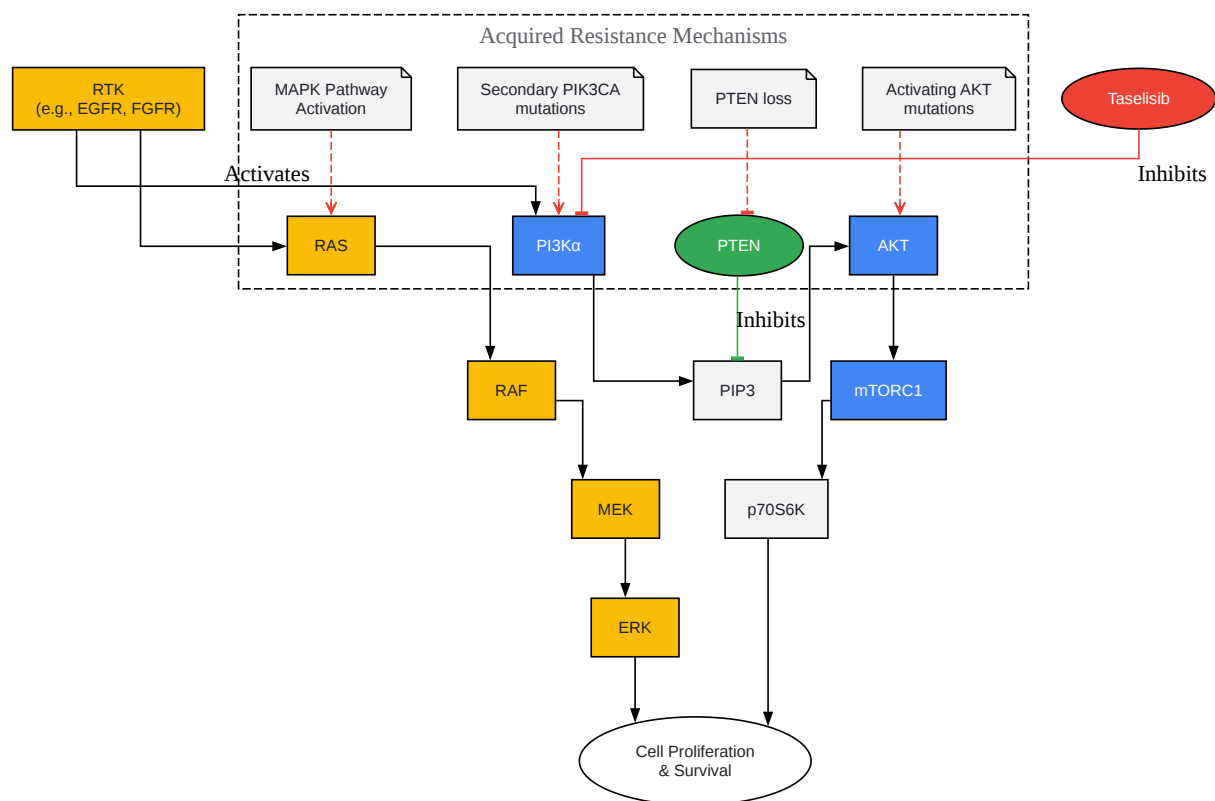 Acquired Resistance Mechanisms
RTK
(e.g., EGFR, FGFR)
MAPK Pathway
Activation
Secondary PIK3CA
mutations
PTEN loss
Activating AKT
mutations
Taselisib
Activates
Inhibits
RAS
PI3Kα
PTEN
AKT
Inhibits
RAF
PIP3
mTORC1
MEK
p70S6K
ERK
Cell Proliferation
& Survival